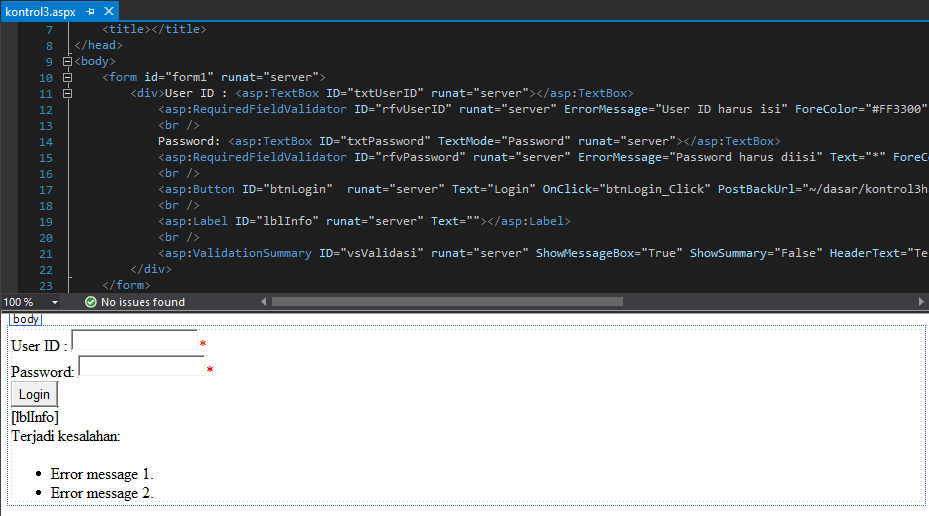 kontrol3.aspx
7 <title></title>
8 </head>
9 <body>
10 <form id="form1" runat="server">
11 <div>User ID : <asp:TextBox ID="txtUserID" runat="server"></asp:TextBox>
12 <asp:RequiredFieldValidator ID="rfvUserID" runat="server" ErrorMessage="User ID harus isi" ForeColor="#FF3300"
13 <br />
14 Password: <asp:TextBox ID="txtPassword" TextMode="Password" runat="server"></asp:TextBox>
15 <asp:RequiredFieldValidator ID="rfvPassword" runat="server" ErrorMessage="Password harus diisi" Text="*" ForeC
16 <br />
17 <asp:Button ID="btnLogin"  runat="server" Text="Login" OnClick="btnLogin_Click" PostBackUrl="~/dasar/kontrol3h
18 <br />
19 <asp:Label ID="lblInfo" runat="server" Text=""></asp:Label>
20 <br />
21 <asp:ValidationSummary ID="vsValidasi" runat="server" ShowMessageBox="True" ShowSummary="False" HeaderText="Te
22 </div>
23 </form>
100 % No issues found
body
User ID : *
Password: *
Login
[lblInfo]
Terjadi kesalahan:
• Error message 1.
• Error message 2.